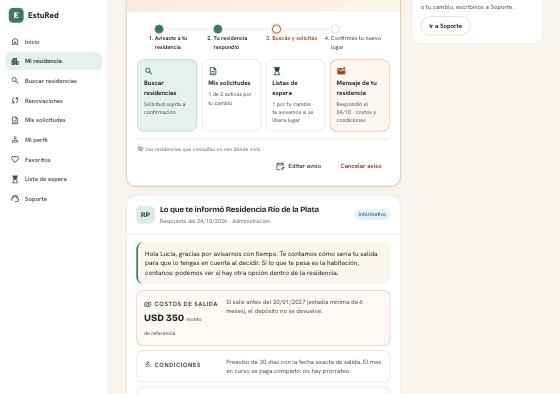 EstuRed
Inicio
Mi residencia
Buscar residencias
Renovaciones
Mis solicitudes
Mi perfil
Favoritos
Lista de espera
Soporte
1. Avisaste a tu
residencia
2. Tu residencia
respondió
3. Buscás y solicitás
4. Confirmás tu nuevo
lugar
Buscar
residencias
Solicitud sujeta a
confirmación
Mis solicitudes
1 de 2 activas por
tu cambio
Listas de
espera
1 por tu cambio ·
te avisamos si se
libera lugar
Mensaje de tu
residencia
Respondió el
24/10 · costos y
condiciones
Las residencias que consultás no ven dónde vivís.
Editar aviso
Cancelar aviso
RP
Lo que te informó Residencia Río de la Plata
Respuesta del 24/10/2026 · Administración
Informativo
Hola Lucía, gracias por avisarnos con tiempo. Te contamos cómo sería tu salida
para que lo tengas en cuenta al decidir. Si lo que te pesa es la habitación,
contanos: podemos ver si hay otra opción dentro de la residencia.
COSTOS DE SALIDA
USD 350 monto
de referencia
Si salís antes del 20/01/2027 (estadía mínima de 6
meses), el depósito no se devuelve.
CONDICIONES
Preaviso de 30 días con la fecha exacta de salida. El mes
en curso se paga completo: no hay prorrateo.
o tu cambio, escribinos a Soporte.
Ir a Soporte